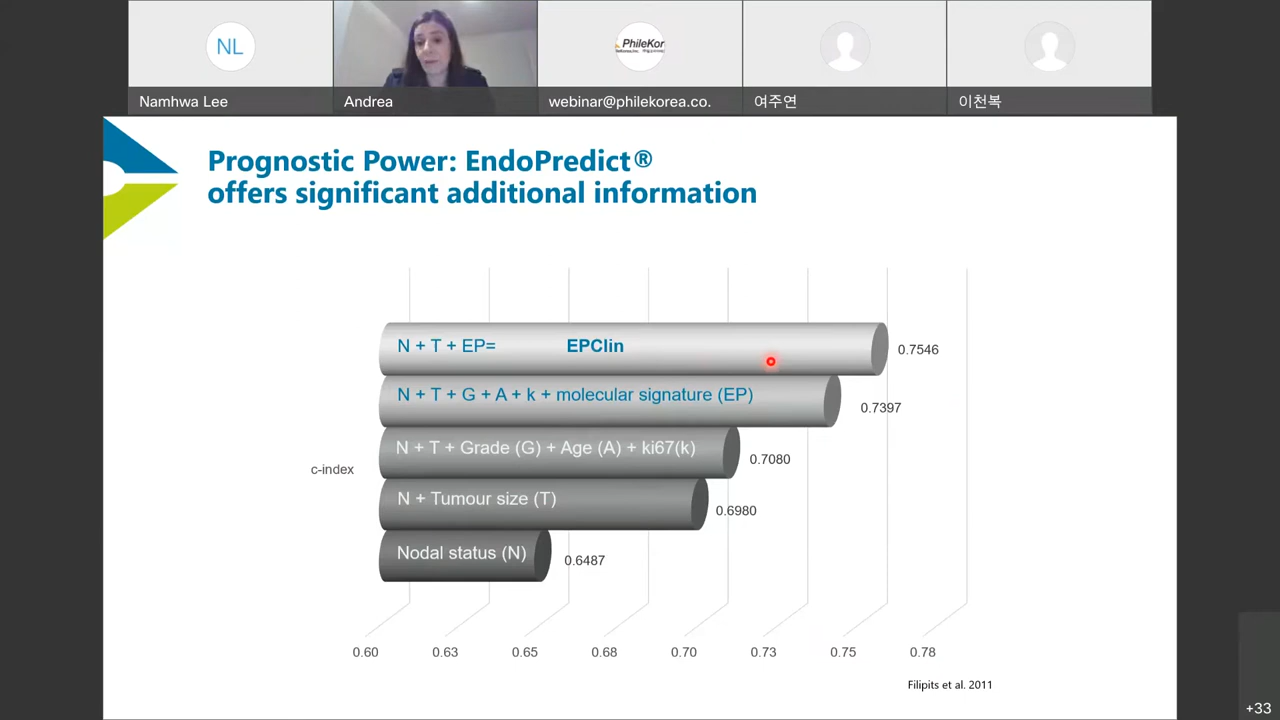 NL
PhileKor
Namhwa Lee
Andrea
webinar@philekorea.co.
여주연
이천복
Prognostic Power: EndoPredict®
offers significant additional information
N + T + EP= EPClin
0.7546
N + T + G + A + k + molecular signature (EP)
0.7397
N + T + Grade (G) + Age (A) + ki67(k)
0.7080
c-index
N + Tumour size (T)
0.6980
Nodal status (N)
0.6487
0.60 0.63 0.65 0.68 0.70 0.73 0.75 0.78
Filipits et al. 2011
+33